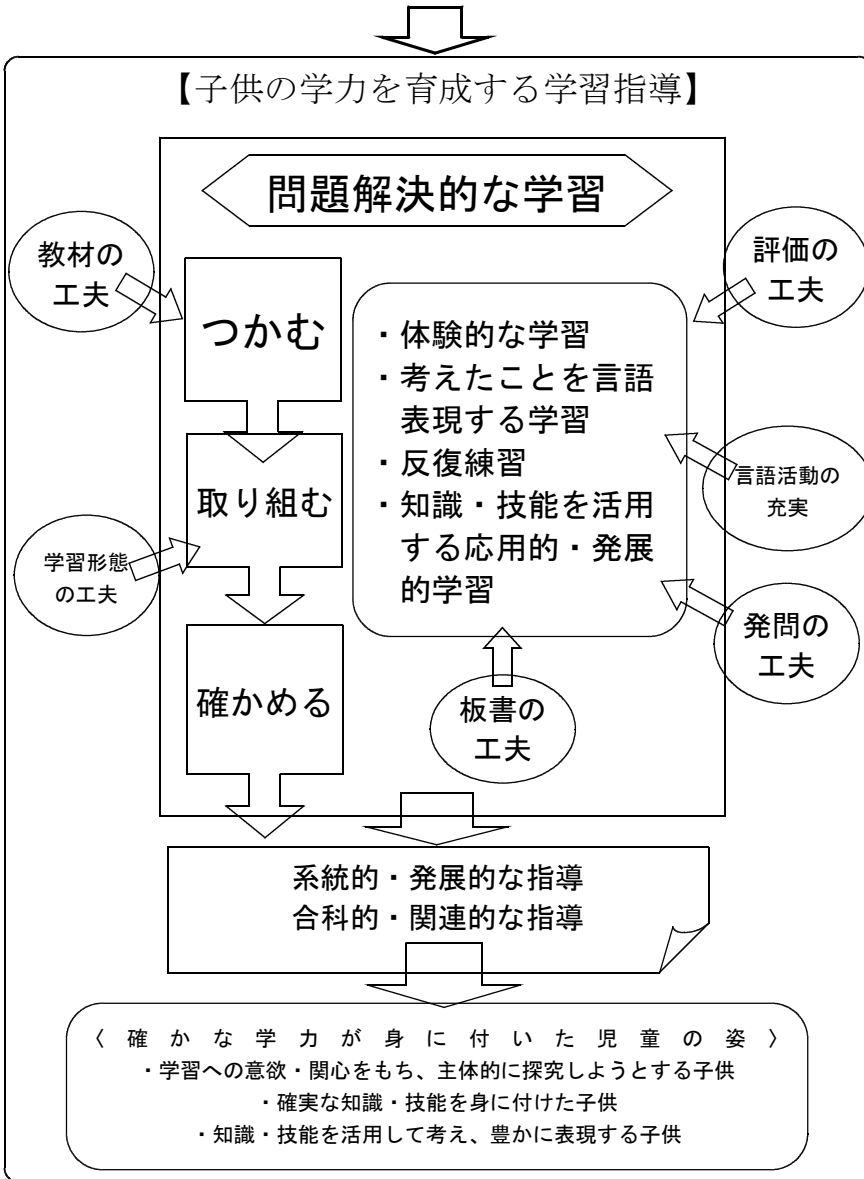 【子供の学力を育成する学習指導】
問題解決的な学習
教材の
工夫
評価の
工夫
つかむ
・体験的な学習
・考えたことを言語
表現する学習
・反復練習
・知識・技能を活用
する応用的・発展
的学習
取り組む
言語活動の
充実
学習形態
の工夫
発問の
工夫
確かめる
板書の
工夫
系統的・発展的な指導
合科的・関連的な指導
〈確かな学力が身に付いた児童の姿〉
・学習への意欲・関心をもち、主体的に探究しようとする子供
・確実な知識・技能を身に付けた子供
・知識・技能を活用して考え、豊かに表現する子供